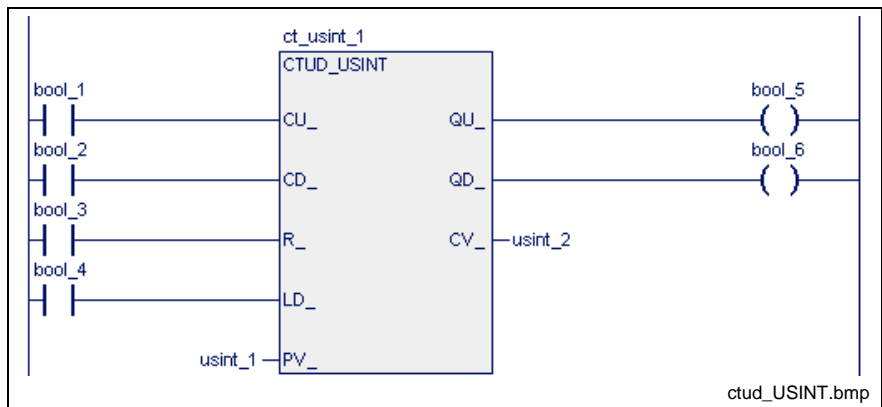 ct_usint_1
CTUD_USINT
bool_1
bool_5
CU_ QU_
bool_2
bool_6
CD_ QD_
bool_3
R_ CV_ usint_2
bool_4
LD_
usint_1 PV_
ctud_USINT.bmp